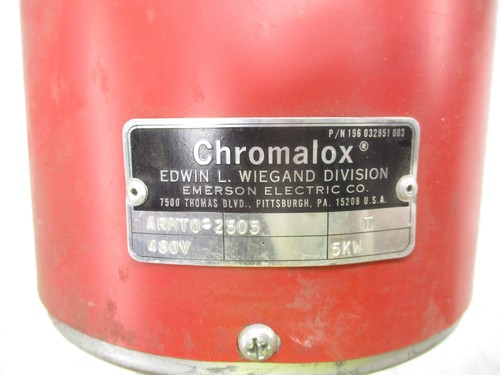 P/N 196 032851 003
Chromalox®
EDWIN L. WIEGAND DIVISION
EMERSON ELECTRIC CO.
7500 THOMAS BLVD., PITTSBURGH, PA. 15208 U.S.A.
ARMTO-2505 T
480V 5KW